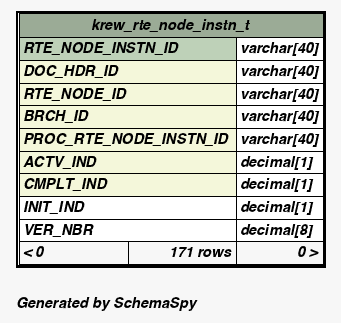 krew_rte_node_instn_t
RTE_NODE_INSTN_ID varchar[40]
DOC_HDR_ID varchar[40]
RTE_NODE_ID varchar[40]
BRCH_ID varchar[40]
PROC_RTE_NODE_INSTN_ID varchar[40]
ACTV_IND decimal[1]
CMPLT_IND decimal[1]
INIT_IND decimal[1]
VER_NBR decimal[8]
< 0 171 rows 0 >
Generated by SchemaSpy